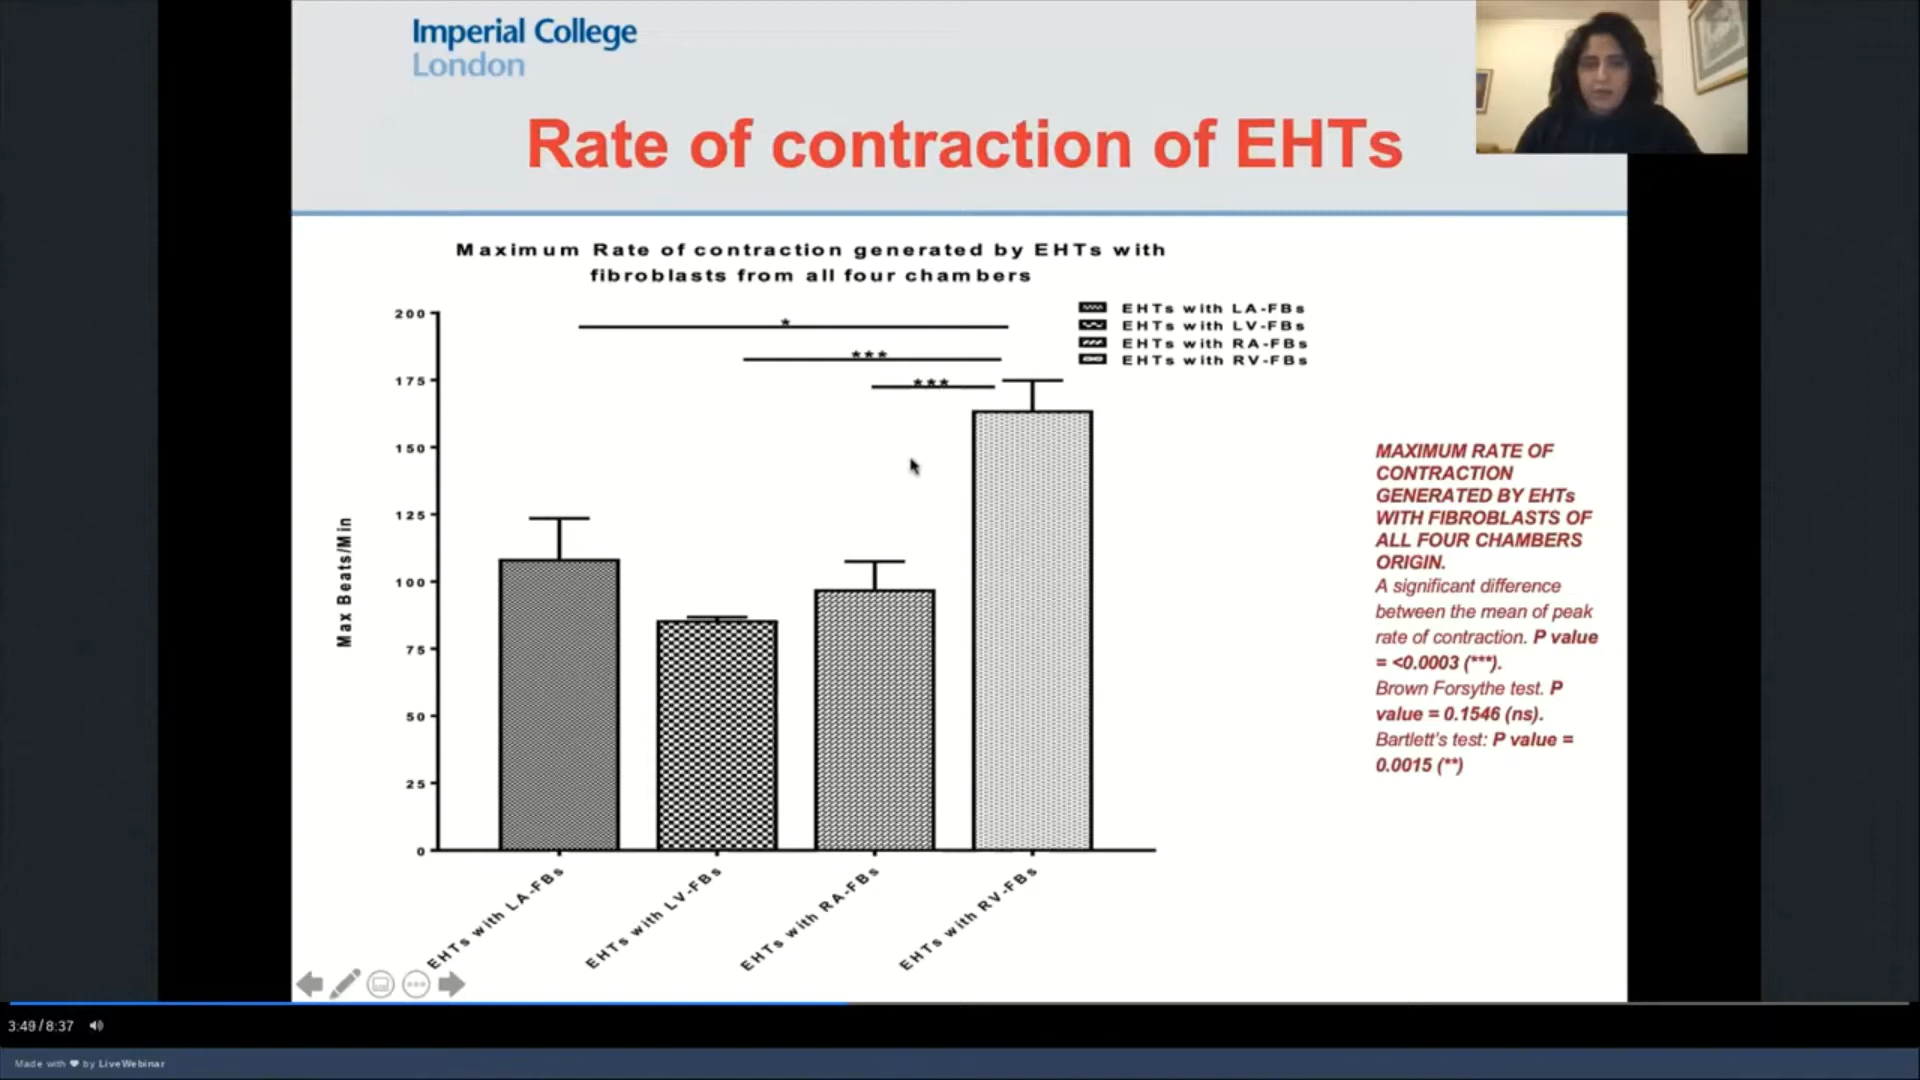 Imperial College
London
Rate of contraction of EHTs
Maximum Rate of contraction generated by EHTs with
fibroblasts from all four chambers
EHTs with LA-FBs
EHTs with LV-FBs
EHTs with RA-FBs
EHTs with RV-FBs
*
***
***
200
175
150
125
100
75
50
25
0
Max Beats/Min
EHTs with LA-FBs
EHTs with LV-FBs
EHTs with RA-FBs
EHTs with RV-FBs
MAXIMUM RATE OF
CONTRACTION
GENERATED BY EHTs
WITH FIBROBLASTS OF
ALL FOUR CHAMBERS
ORIGIN.
A significant difference
between the mean of peak
rate of contraction. P value
= <0.0003 (***).
Brown Forsythe test. P
value = 0.1546 (ns).
Bartlett's test: P value =
0.0015 (**)
3:49 / 8:37
Made with ❤ by LiveWebinar